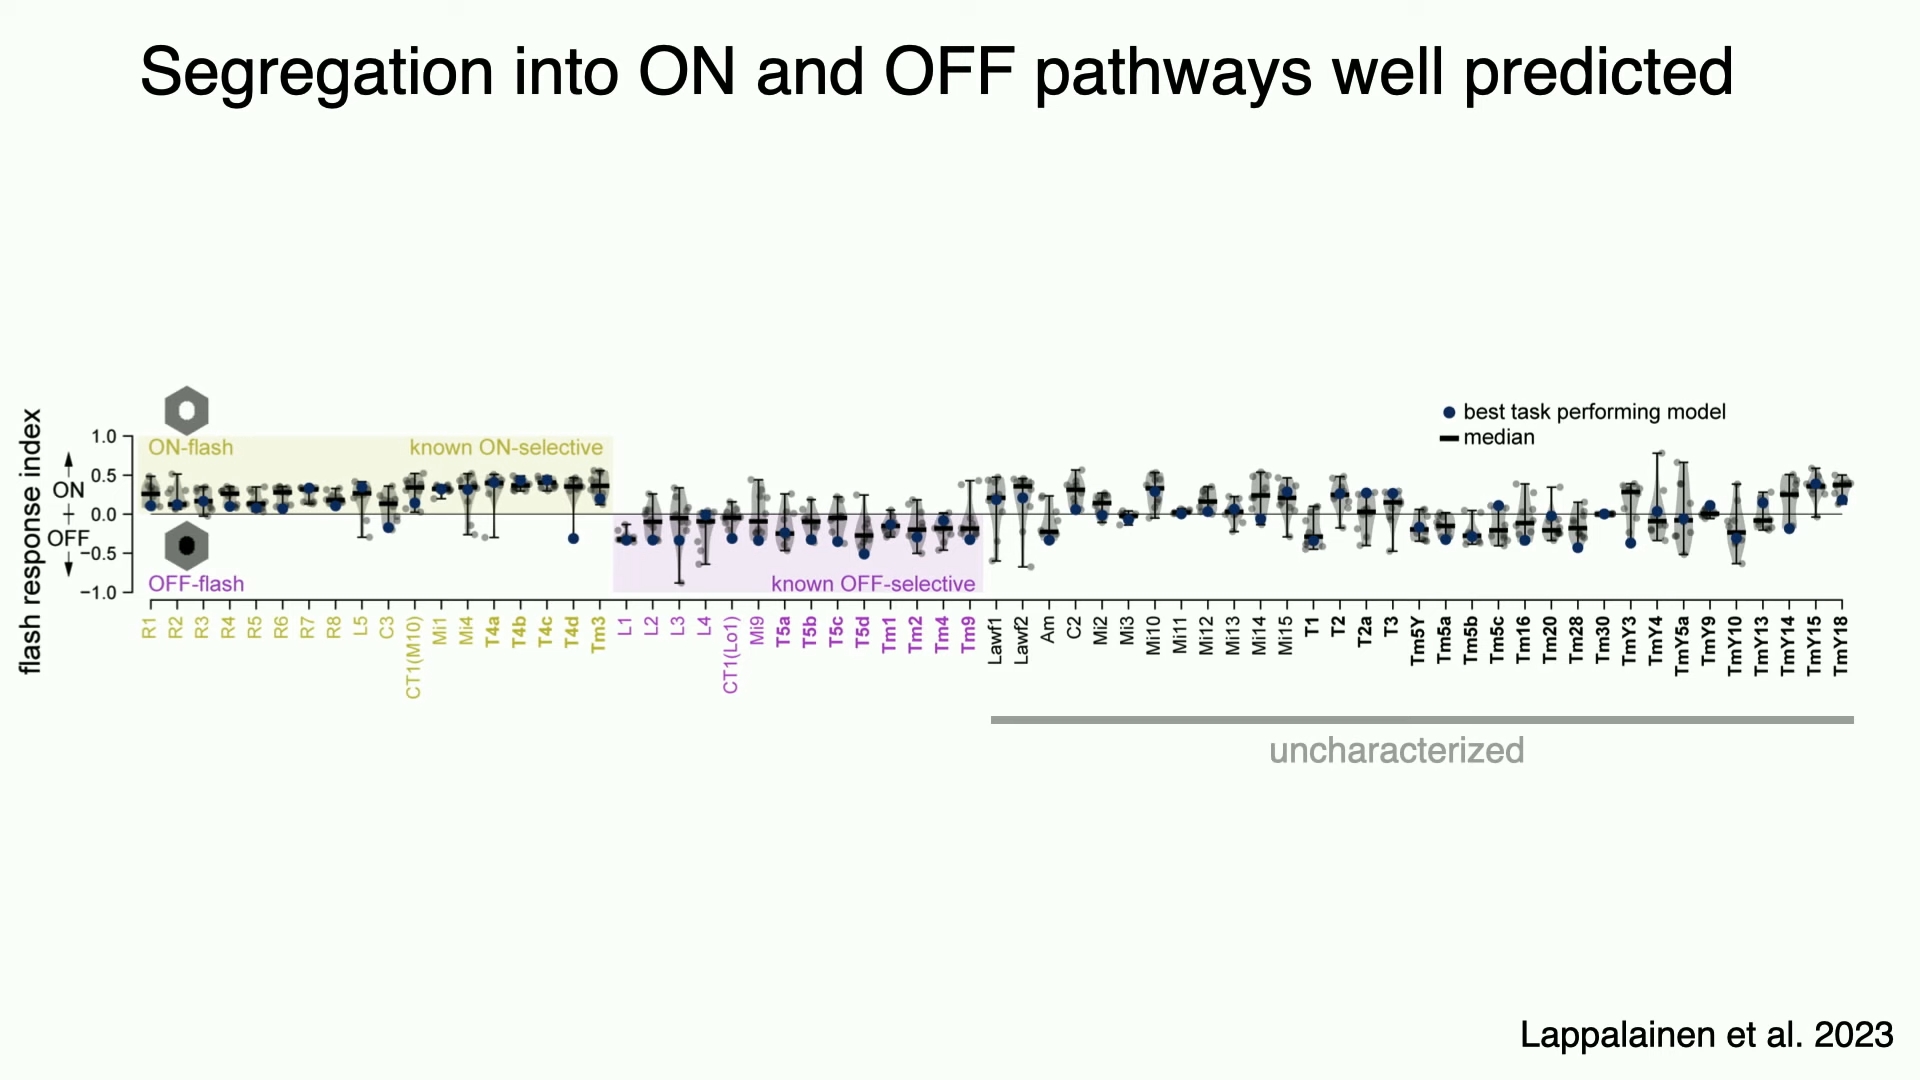 Segregation into ON and OFF pathways well predicted
best task performing model
median
flash response index
ON
+
OFF
1.0
0.5
0.0
−0.5
−1.0
ON-flash
known ON-selective
OFF-flash
known OFF-selective
R1
R2
R3
R4
R5
R6
R7
R8
L5
C3
CT1(M10)
Mi1
Mi4
T4a
T4b
T4c
T4d
Tm3
L1
L2
L3
L4
CT1(Lo1)
Mi9
T5a
T5b
T5c
T5d
Tm1
Tm2
Tm4
Tm9
Lawf1
Lawf2
Am
C2
Mi2
Mi3
Mi10
Mi11
Mi12
Mi13
Mi14
Mi15
T1
T2
T2a
T3
Tm5Y
Tm5a
Tm5b
Tm5c
Tm16
Tm20
Tm28
Tm30
TmY3
TmY4
TmY5a
TmY9
TmY10
TmY13
TmY14
TmY15
TmY18
uncharacterized
Lappalainen et al. 2023